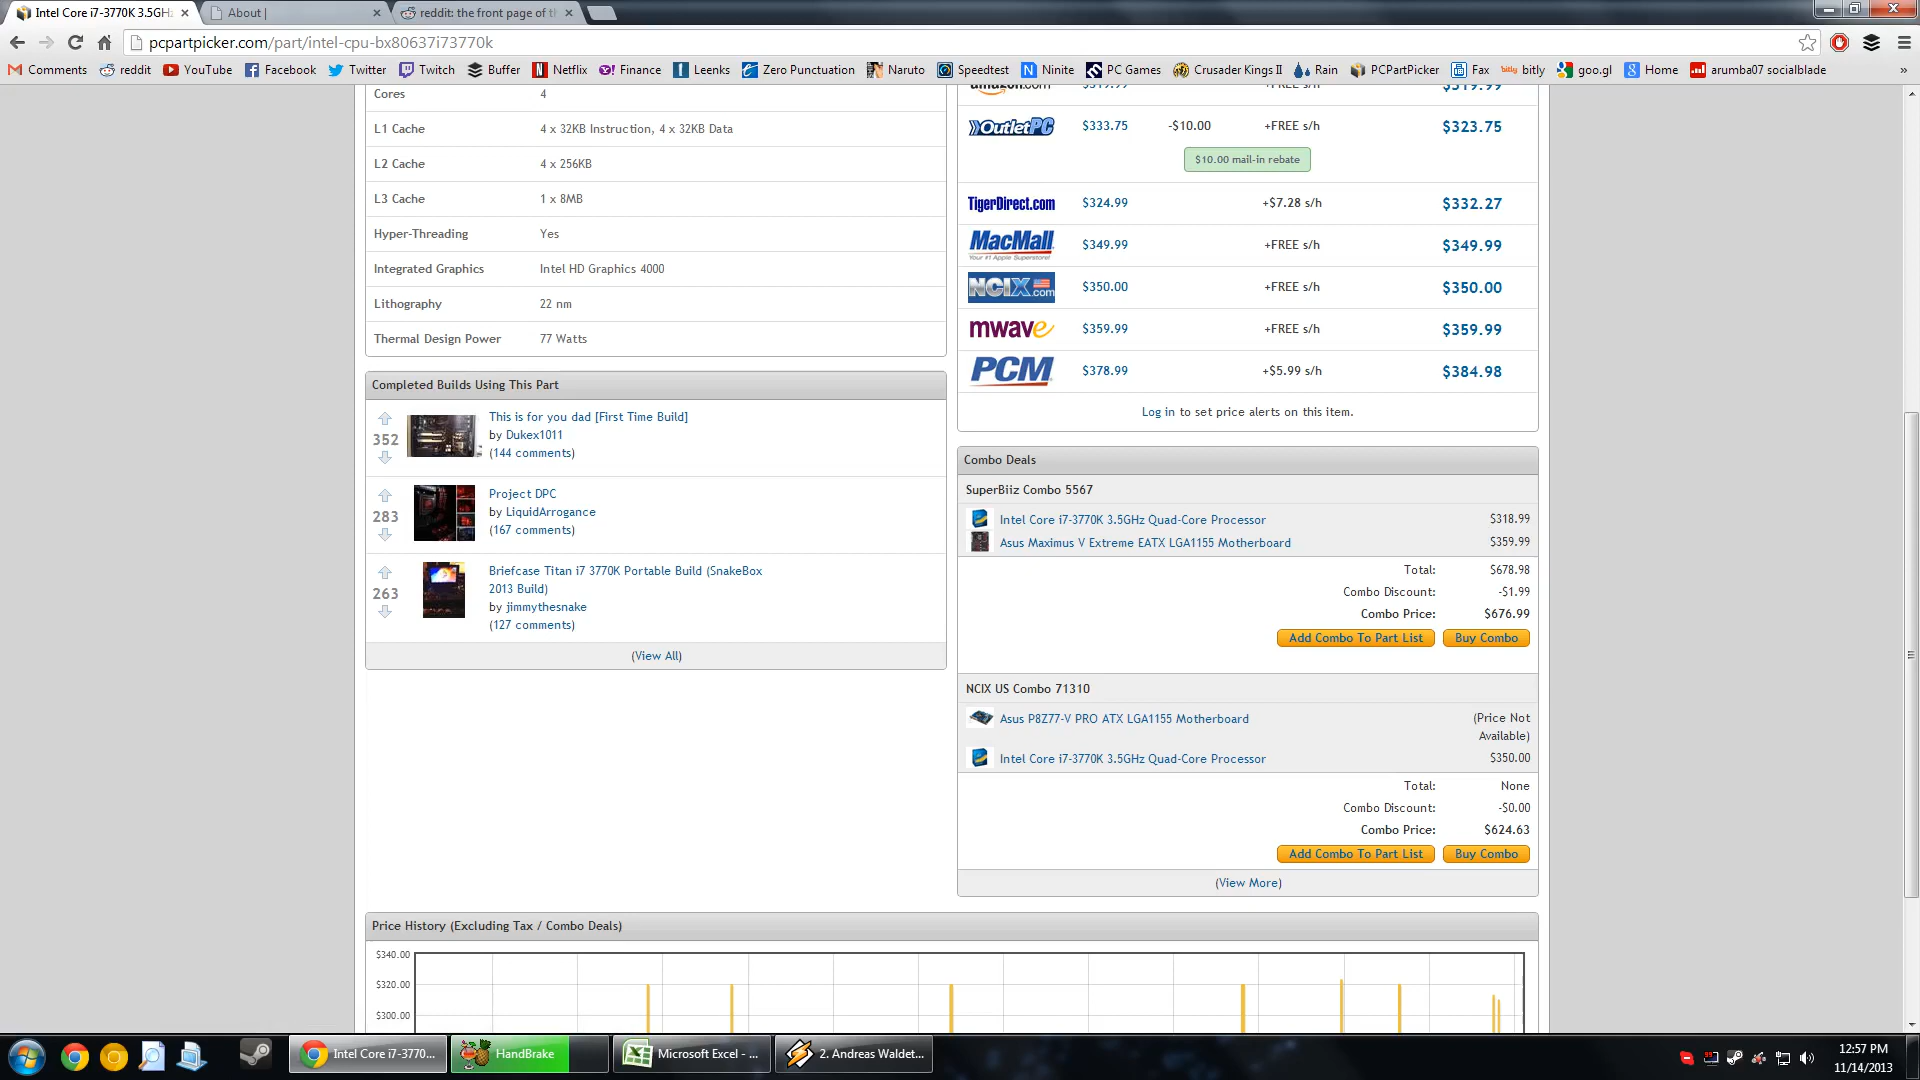 Intel Core i7-3770K 3.5GH
About |
reddit: the front page of th
pcpartpicker.com/part/intel-cpu-bx80637i73770k
Comments reddit YouTube Facebook Twitter Twitch Buffer Netflix Finance Leenks Zero Punctuation Naruto Speedtest Ninite PC Games Crusader Kings II Rain PCPartPicker Fax bitly bitly goo.gl Home arumba07 socialblade »
Cores 4
L1 Cache 4 x 32KB Instruction, 4 x 32KB Data
L2 Cache 4 x 256KB
L3 Cache 1 x 8MB
Hyper-Threading Yes
Integrated Graphics Intel HD Graphics 4000
Lithography 22 nm
Thermal Design Power 77 Watts
Completed Builds Using This Part
352
This is for you dad [First Time Build]
by Dukex1011
(144 comments)
283
Project DPC
by LiquidArrogance
(167 comments)
263
Briefcase Titan i7 3770K Portable Build (SnakeBox
2013 Build)
by jimmythesnake
(127 comments)
(View All)
amazon.com $319.99 +FREE s/h $319.99
OutletPC $333.75 -$10.00 +FREE s/h $323.75
$10.00 mail-in rebate
TigerDirect.com $324.99 +$7.28 s/h $332.27
MacMall $349.99 +FREE s/h $349.99
Your #1 Apple Superstore!
NCIX.com $350.00 +FREE s/h $350.00
mwave $359.99 +FREE s/h $359.99
PCM $378.99 +$5.99 s/h $384.98
Log in to set price alerts on this item.
Combo Deals
SuperBiiz Combo 5567
Intel Core i7-3770K 3.5GHz Quad-Core Processor $318.99
Asus Maximus V Extreme EATX LGA1155 Motherboard $359.99
Total: $678.98
Combo Discount: -$1.99
Combo Price: $676.99
Add Combo To Part List Buy Combo
NCIX US Combo 71310
Asus P8Z77-V PRO ATX LGA1155 Motherboard (Price Not
Available)
Intel Core i7-3770K 3.5GHz Quad-Core Processor $350.00
Total: None
Combo Discount: -$0.00
Combo Price: $624.63
Add Combo To Part List Buy Combo
(View More)
Price History (Excluding Tax / Combo Deals)
$340.00
$320.00
$300.00
Intel Core i7-3770...
HandBrake
Microsoft Excel - ...
2. Andreas Waldet...
12:57 PM
11/14/2013